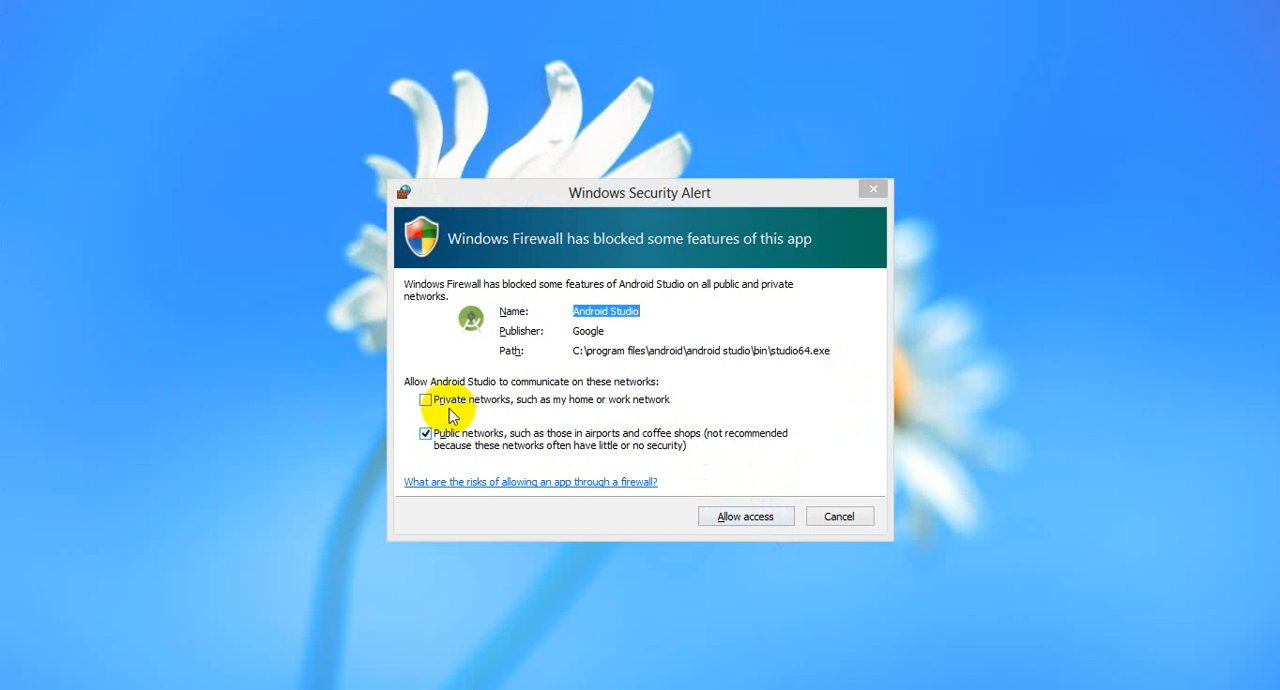 Windows Security Alert
Windows Firewall has blocked some features of this app
Windows Firewall has blocked some features of Android Studio on all public and private
networks.
Name: Android Studio
Publisher: Google
Path: C:\program files\android\android studio\bin\studio64.exe
Allow Android Studio to communicate on these networks:
Private networks, such as my home or work network
Public networks, such as those in airports and coffee shops (not recommended
because these networks often have little or no security)
What are the risks of allowing an app through a firewall?
Allow access Cancel